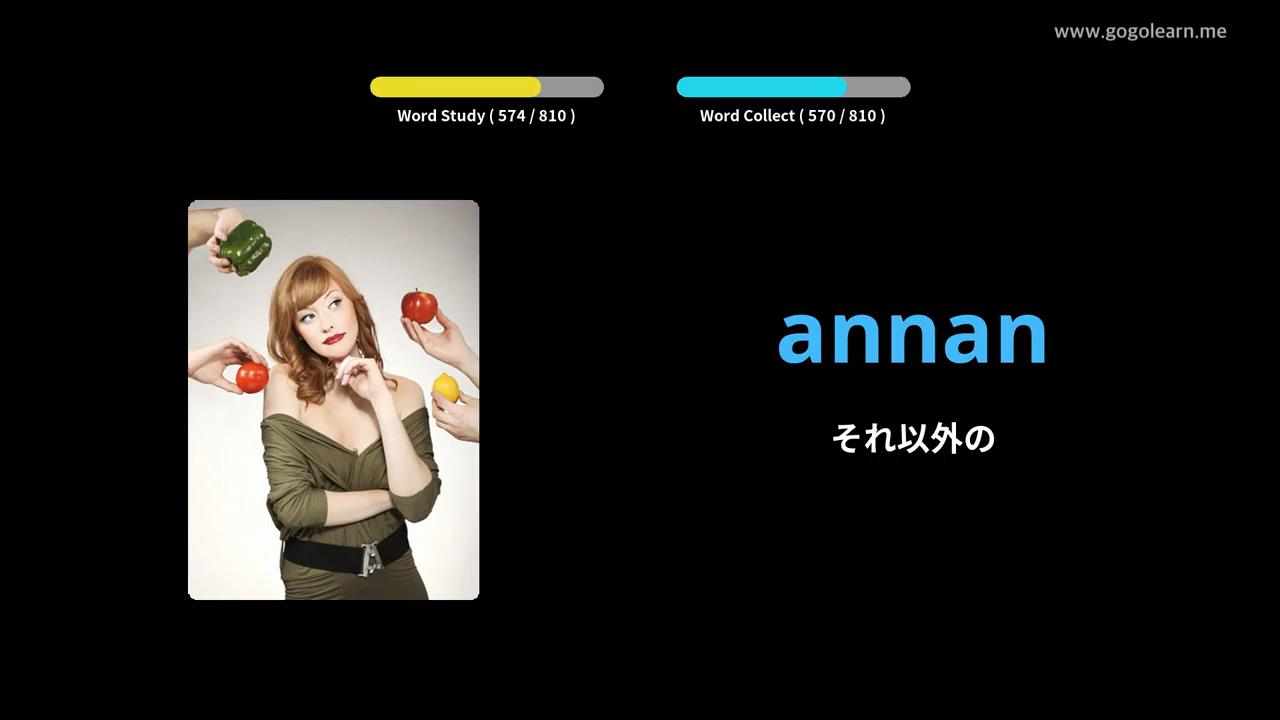 www.gogolearn.me
Word Study ( 574 / 810 )
Word Collect ( 570 / 810 )
annan
それ以外の